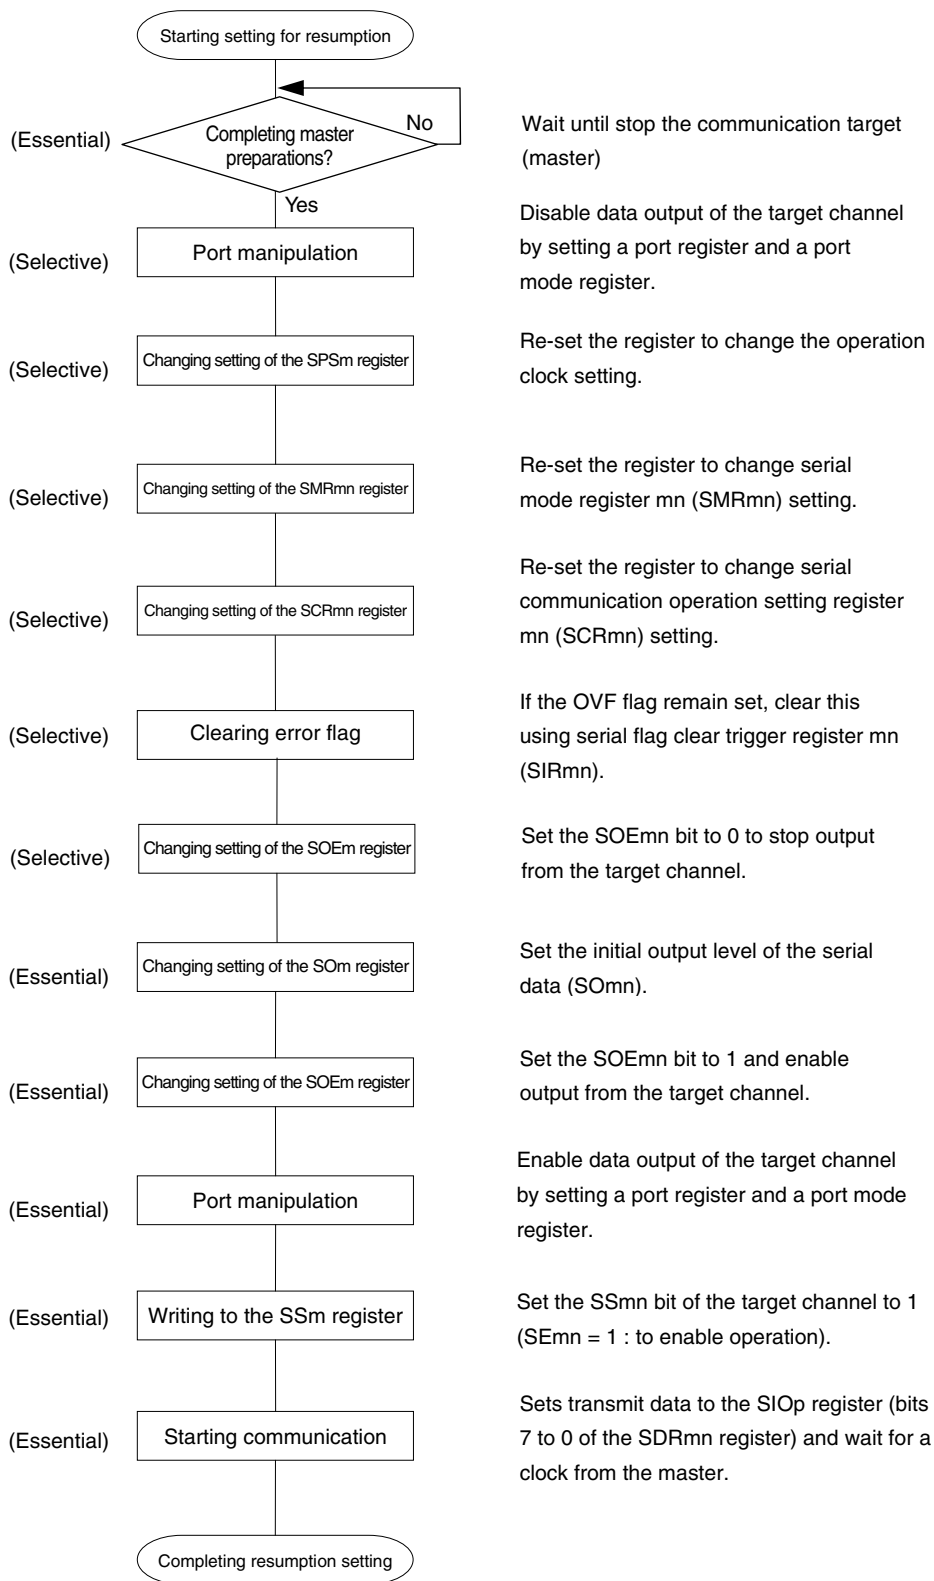 Starting setting for resumption
(Essential)
Completing master
preparations?
No
Wait until stop the communication target
(master)
Yes
(Selective)
Port manipulation
Disable data output of the target channel
by setting a port register and a port
mode register.
(Selective)
Changing setting of the SPSm register
Re-set the register to change the operation
clock setting.
(Selective)
Changing setting of the SMRmn register
Re-set the register to change serial
mode register mn (SMRmn) setting.
(Selective)
Changing setting of the SCRmn register
Re-set the register to change serial
communication operation setting register
mn (SCRmn) setting.
(Selective)
Clearing error flag
If the OVF flag remain set, clear this
using serial flag clear trigger register mn
(SIRmn).
(Selective)
Changing setting of the SOEm register
Set the SOEmn bit to 0 to stop output
from the target channel.
(Essential)
Changing setting of the SOm register
Set the initial output level of the serial
data (SOmn).
(Essential)
Changing setting of the SOEm register
Set the SOEmn bit to 1 and enable
output from the target channel.
(Essential)
Port manipulation
Enable data output of the target channel
by setting a port register and a port mode
register.
(Essential)
Writing to the SSm register
Set the SSmn bit of the target channel to 1
(SEmn = 1 : to enable operation).
(Essential)
Starting communication
Sets transmit data to the SIOp register (bits
7 to 0 of the SDRmn register) and wait for a
clock from the master.
Completing resumption setting